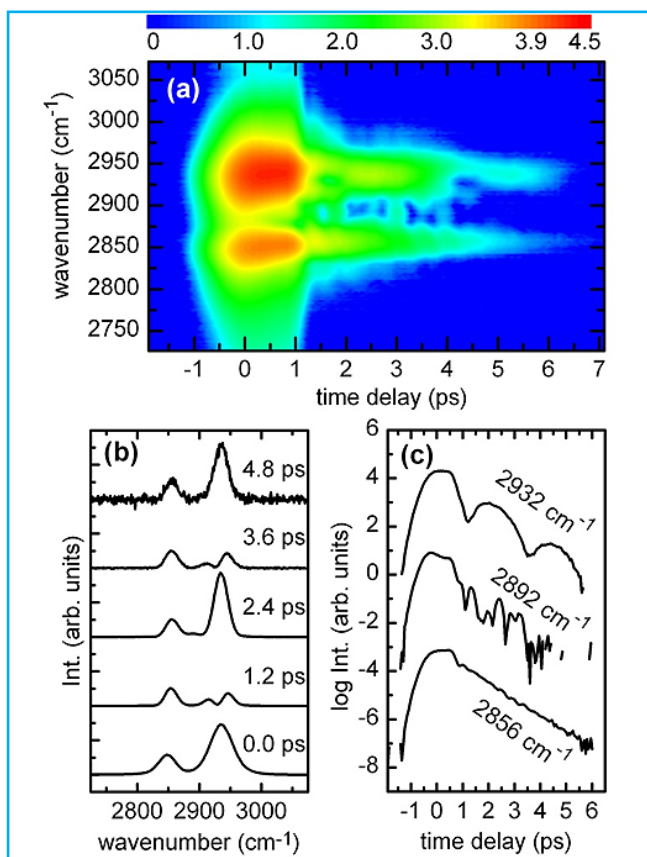 0 1.0 2.0 3.0 3.9 4.5
(a)
wavenumber (cm-1)
3050
3000
2950
2900
2850
2800
2750
-1 0 1 2 3 4 5 6 7
time delay (ps)
(b)
Int. (arb. units)
4.8 ps
3.6 ps
2.4 ps
1.2 ps
0.0 ps
2800 2900 3000
wavenumber (cm-1)
(c)
log Int. (arb. units)
6
4
2
0
-2
-4
-6
-8
2932 cm-1
2892 cm-1
2856 cm-1
-1 0 1 2 3 4 5 6
time delay (ps)